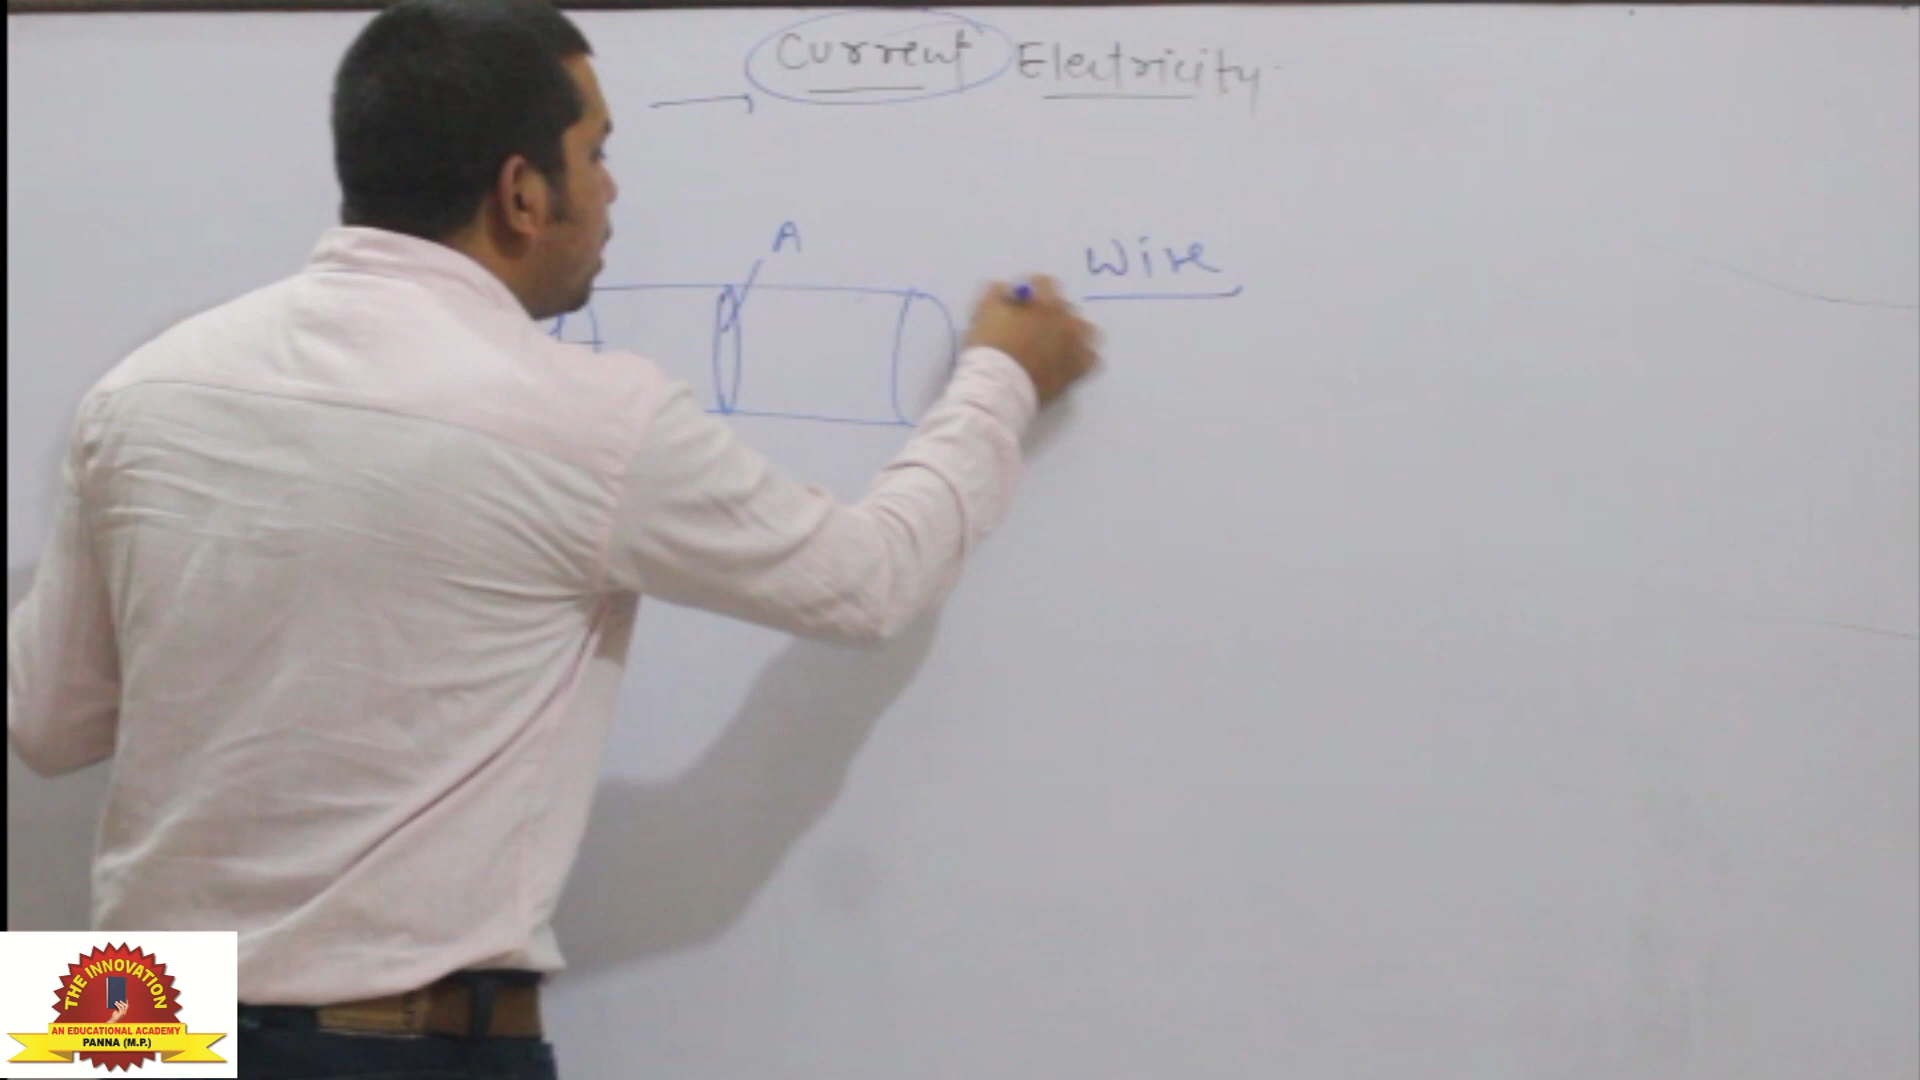 Current Electricity
A
Wire
THE INNOVATION
AN EDUCATIONAL ACADEMY
PANNA (M.P.)